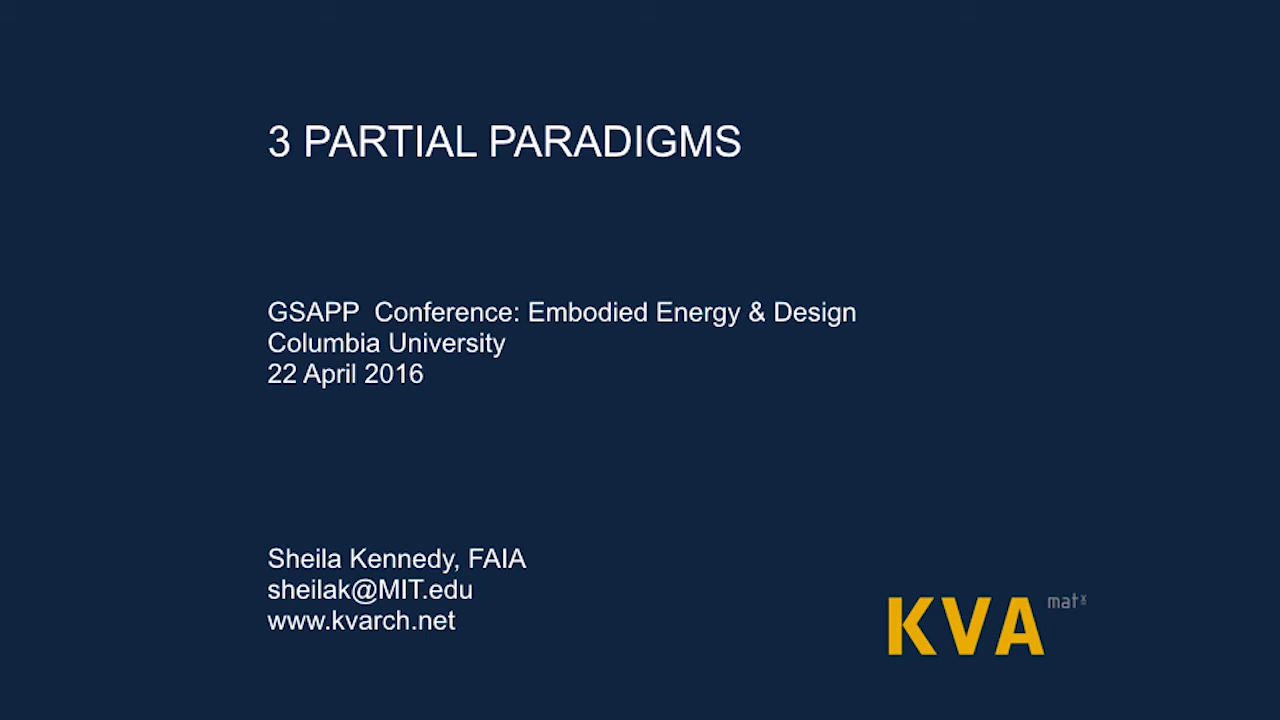 3 PARTIAL PARADIGMS
GSAPP  Conference: Embodied Energy & Design
Columbia University
22 April 2016
Sheila Kennedy, FAIA
sheilak@MIT.edu
www.kvarch.net
KVA matx